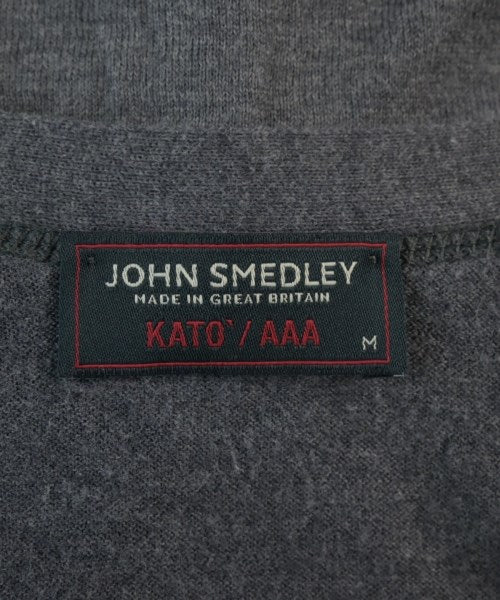 JOHN SMEDLEY
MADE IN GREAT BRITAIN
KATO`/AAA
M